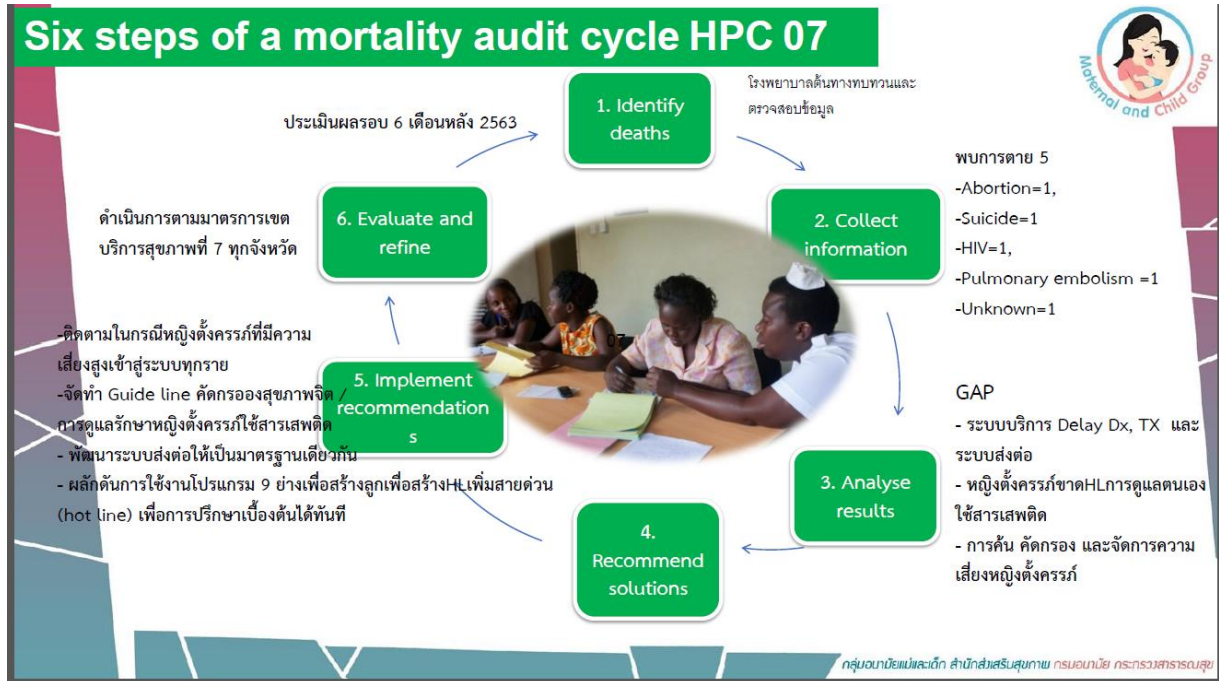 Six steps of a mortality audit cycle HPC 07
Maternal and Child Group
1. Identify
deaths
โรงพยาบาลต้นทางทบทวนและ
ตรวจสอบข้อมูล
ประเมินผลรอบ 6 เดือนหลัง 2563
2. Collect
information
พบการตาย 5
-Abortion=1,
-Suicide=1
-HIV=1,
-Pulmonary embolism =1
-Unknown=1
3. Analyse
results
GAP
- ระบบบริการ Delay Dx, TX และ
ระบบส่งต่อ
- หญิงตั้งครรภ์ขาดHLการดูแลตนเอง
ใช้สารเสพติด
- การค้น คัดกรอง และจัดการความ
เสี่ยงหญิงตั้งครรภ์
4.
Recommend
solutions
5. Implement
recommendation
s
-ติดตามในกรณีหญิงตั้งครรภ์ที่มีความ
เสี่ยงสูงเข้าสู่ระบบทุกราย
-จัดทำ Guide line คัดกรอองสุขภาพจิต /
การดูแลรักษาหญิงตั้งครรภ์ใช้สารเสพติด
- พัฒนาระบบส่งต่อให้เป็นมาตรฐานเดียวกัน
- ผลักดันการใช้งานโปรแกรม 9 ย่างเพื่อสร้างลูกเพื่อสร้างHLเพิ่มสายด่วน
(hot line) เพื่อการปรึกษาเบื้องต้นได้ทันที
6. Evaluate and
refine
ดำเนินการตามมาตรการเขต
บริการสุขภาพที่ 7 ทุกจังหวัด
07
กลุ่มอนามัยแม่และเด็ก สำนักส่งเสริมสุขภาพ กรมอนามัย กระทรวงสาธารณสุข